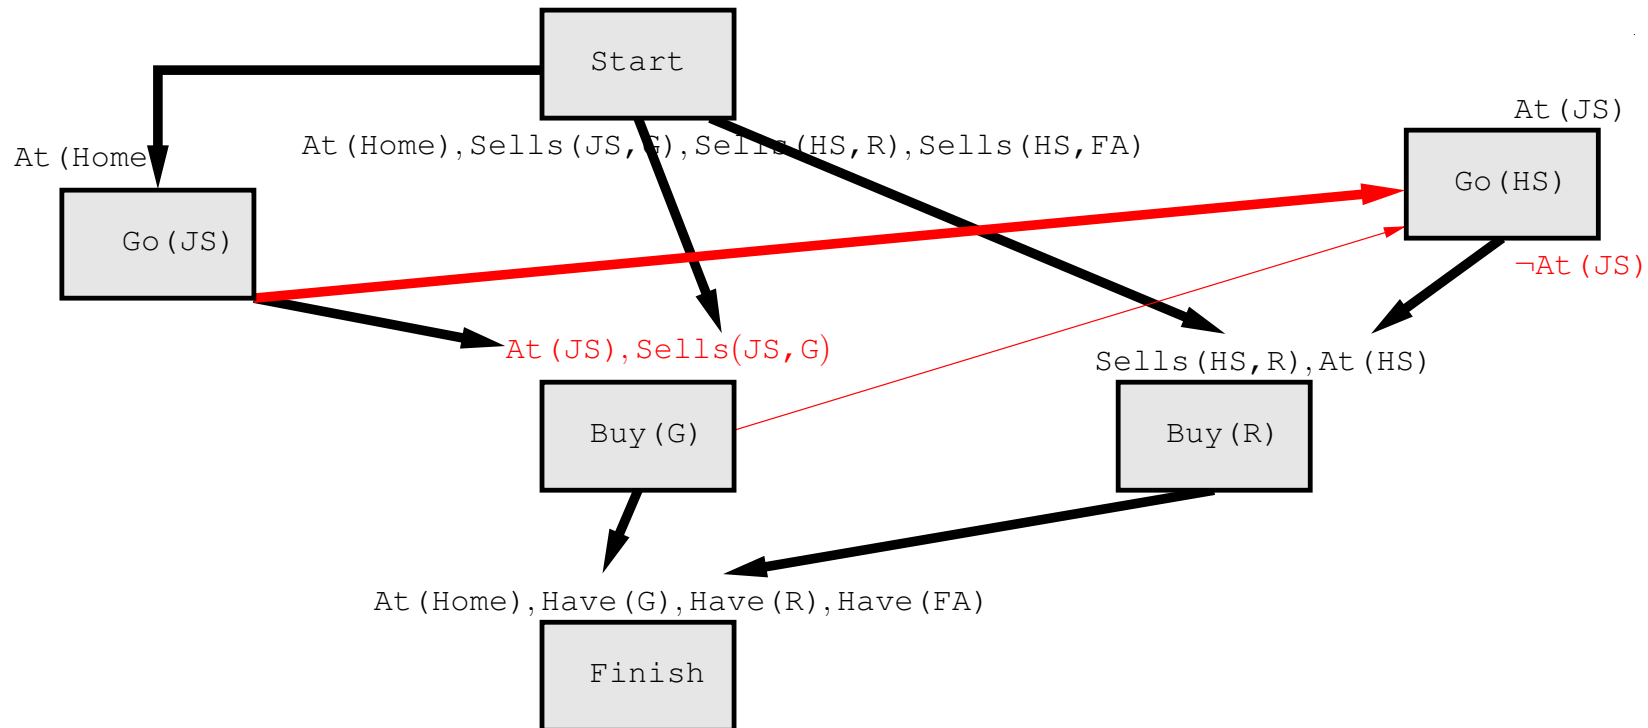 Start
At(JS)
At(Home),Sells(JS,G),Sells(HS,R),Sells(HS,FA)
At(Home
Go(HS)
Go(JS)
¬At(JS)
At(JS),Sells(JS,G)
Sells(HS,R),At(HS)
Buy(G)
Buy(R)
At(Home),Have(G),Have(R),Have(FA)
Finish